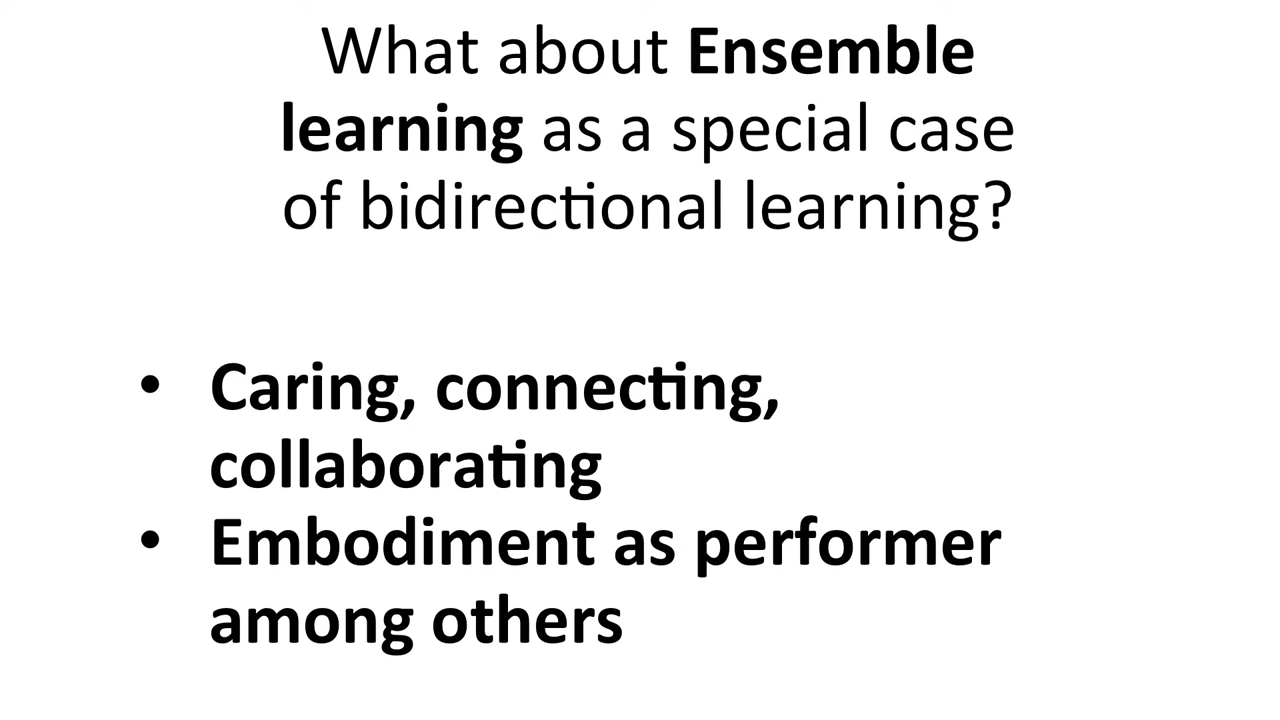 What about Ensemble
learning as a special case
of bidirectional learning?
• Caring, connecting,
collaborating
• Embodiment as performer
among others